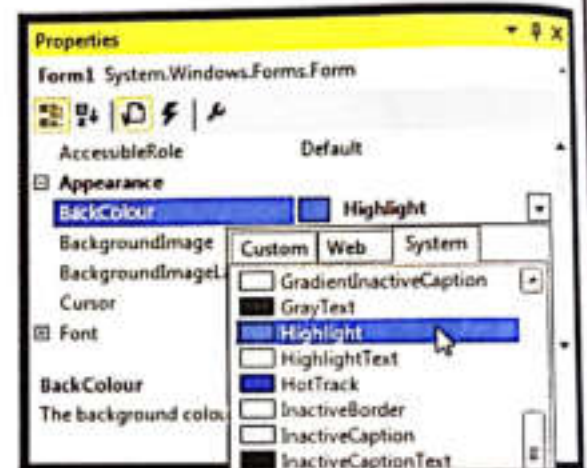 Properties
Form1 System.Windows.Forms.Form
AccessibleRole Default
Appearance
BackColour Highlight
BackgroundImage
Custom Web System
BackgroundImageL
GradientInactiveCaption
GrayText
Cursor
Highlight
Font
HighlightText
HotTrack
BackColour
InactiveBorder
The background colou
InactiveCaption
InactiveCaptionText